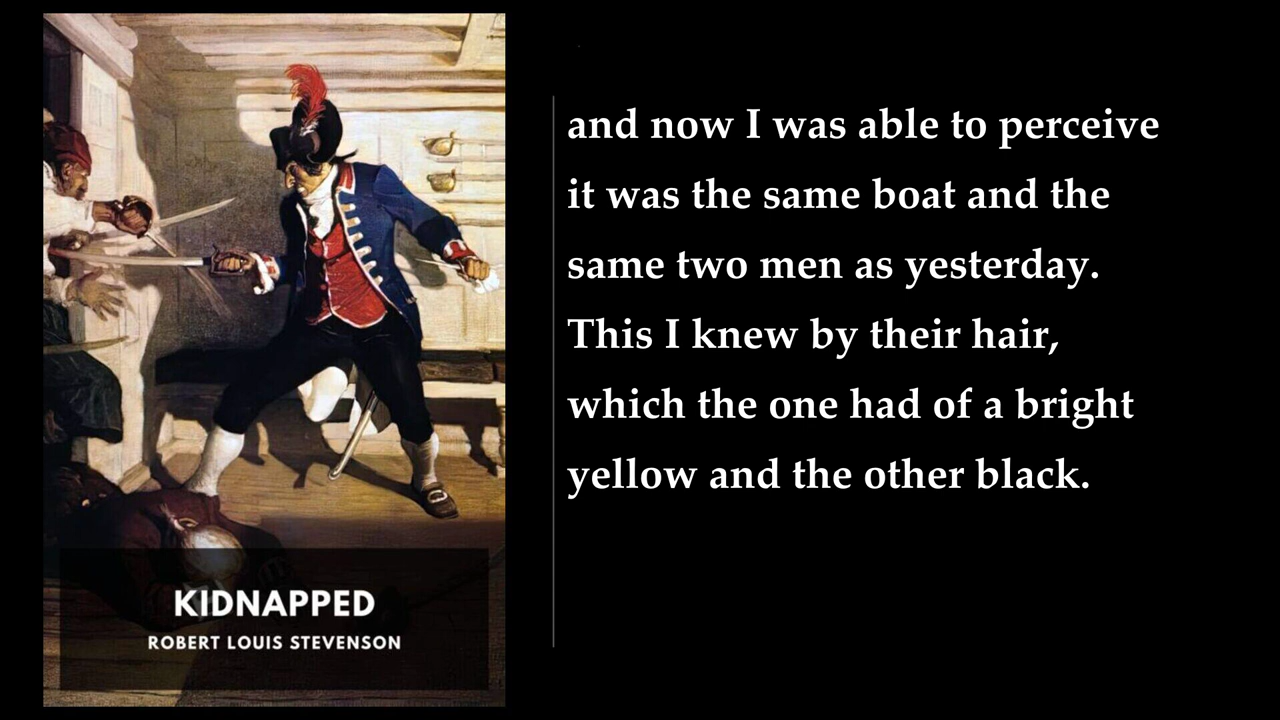 and now I was able to perceive
it was the same boat and the
same two men as yesterday.
This I knew by their hair,
which the one had of a bright
yellow and the other black.
KIDNAPPED
ROBERT LOUIS STEVENSON